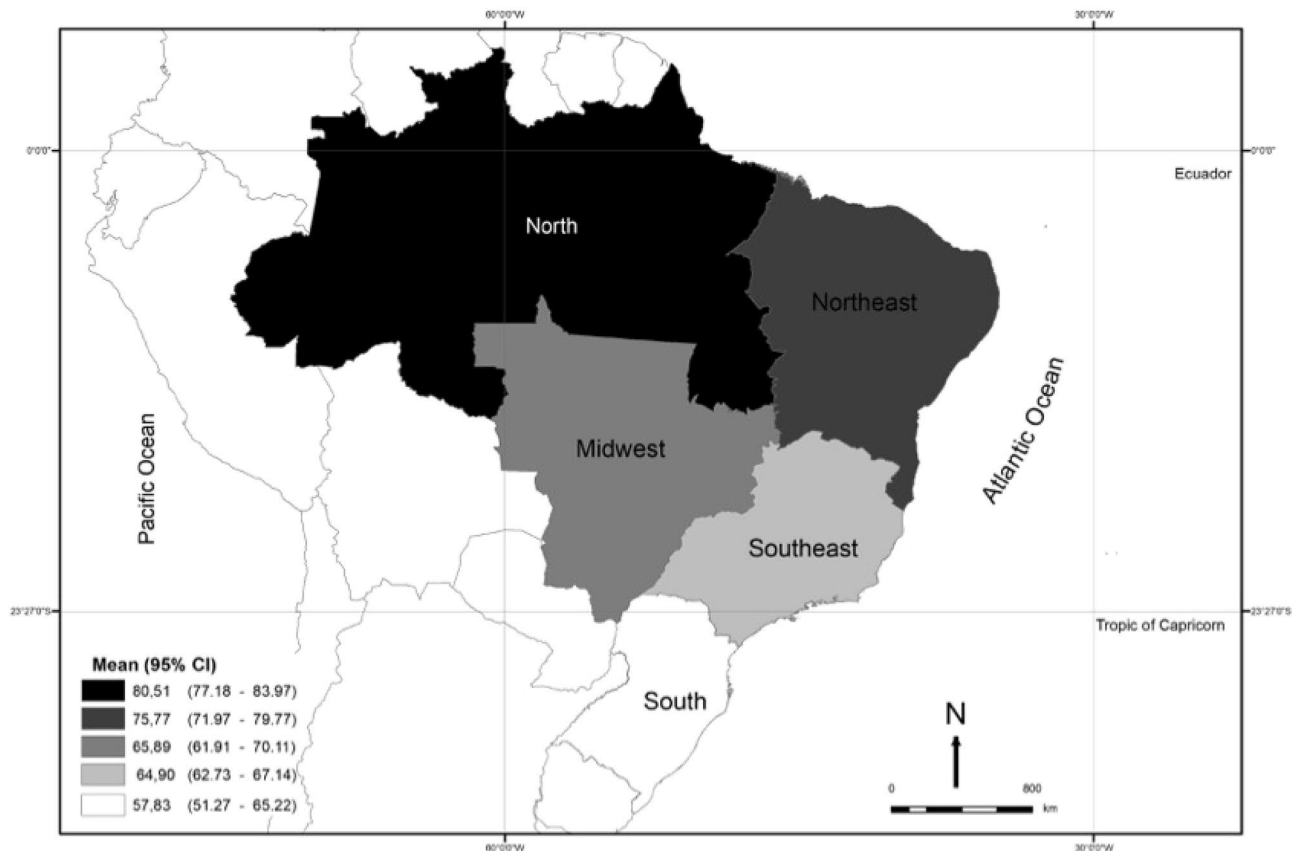 60°0'0"W 30°0'0"W
0°0'0" 0°0'0"
Ecuador
North
Northeast
Pacific Ocean
Midwest
Atlantic Ocean
Southeast
23°27'0"S 23°27'0"S
Tropic of Capricorn
Mean (95% CI)
80,51 (77.18 - 83.97)
75,77 (71.97 - 79.77)
65,89 (61.91 - 70.11)
64,90 (62.73 - 67.14)
57,83 (51.27 - 65.22)
South
N
0 800
km
60°0'0"W 30°0'0"W